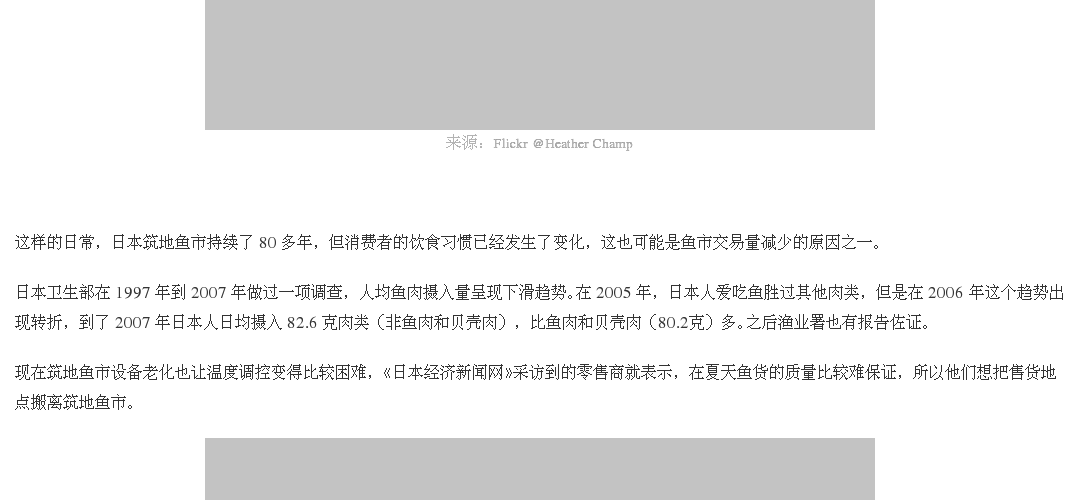 来源：Flickr @Heather Champ
这样的日常，日本筑地鱼市持续了 80 多年，但消费者的饮食习惯已经发生了变化，这也可能是鱼市交易量减少的原因之一。
日本卫生部在 1997 年到 2007 年做过一项调查，人均鱼肉摄入量呈现下滑趋势。在 2005 年，日本人爱吃鱼胜过其他肉类，但是在 2006 年这个趋势出
现转折，到了 2007 年日本人日均摄入 82.6 克肉类（非鱼肉和贝壳肉），比鱼肉和贝壳肉（80.2克）多。之后渔业署也有报告佐证。
现在筑地鱼市设备老化也让温度调控变得比较困难，《日本经济新闻网》采访到的零售商就表示，在夏天鱼货的质量比较难保证，所以他们想把售货地
点搬离筑地鱼市。